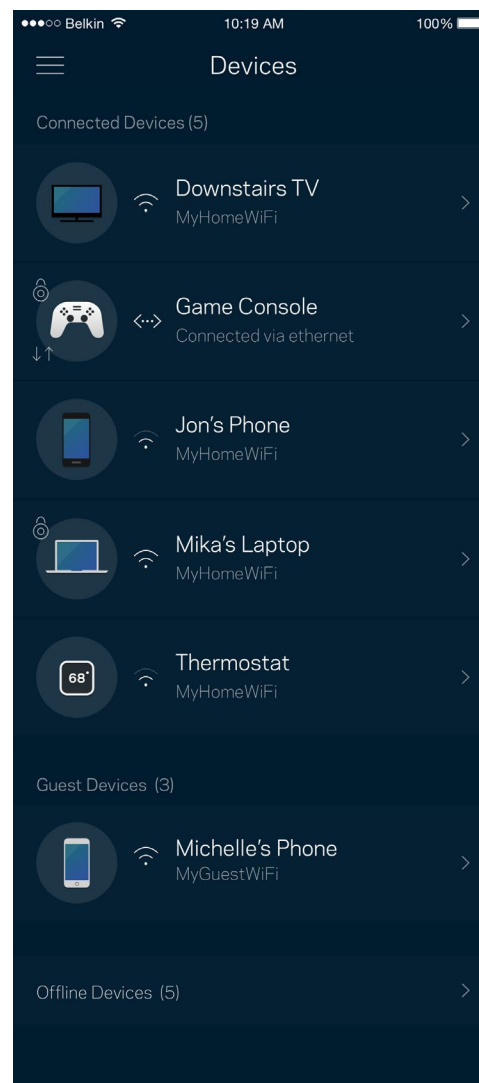 Belkin 10:19 AM 100%
Devices
Connected Devices (5)
Downstairs TV
MyHomeWiFi
Game Console
Connected via ethernet
Jon's Phone
MyHomeWiFi
Mika's Laptop
MyHomeWiFi
68°
Thermostat
MyHomeWiFi
Guest Devices (3)
Michelle's Phone
MyGuestWiFi
Offline Devices (5)